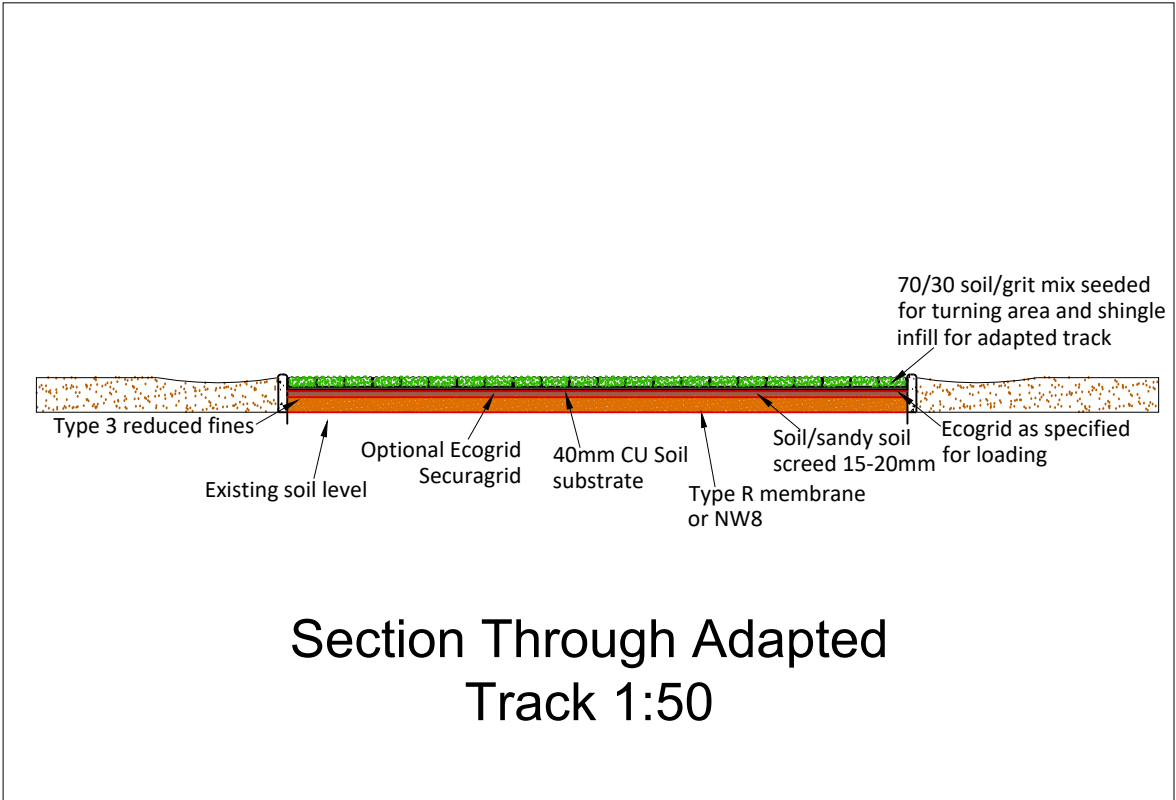 70/30 soil/grit mix seeded
for turning area and shingle
infill for adapted track
Type 3 reduced fines
Existing soil level
Optional Ecogrid
Securagrid
40mm CU Soil
substrate
Type R membrane
or NW8
Soil/sandy soil
screed 15-20mm
Ecogrid as specified
for loading
Section Through Adapted
Track 1:50